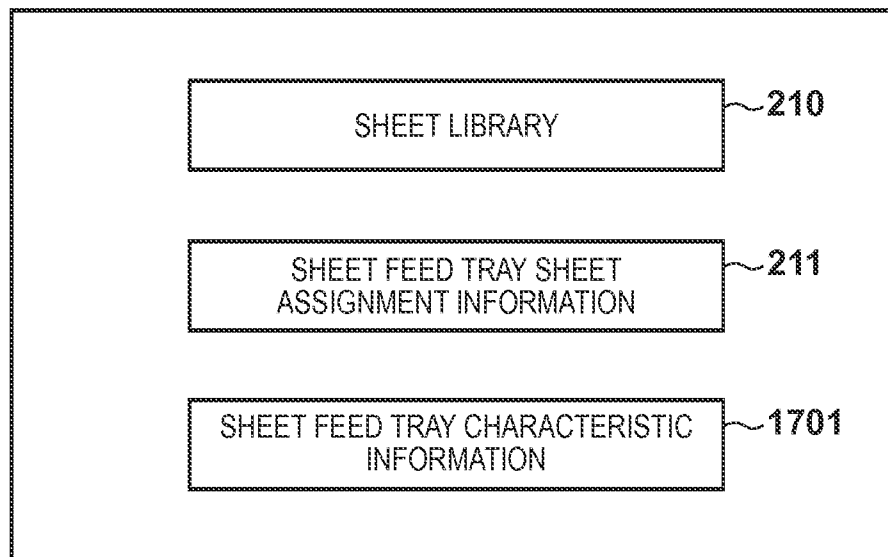 SHEET LIBRARY
210
SHEET FEED TRAY SHEET
ASSIGNMENT INFORMATION
211
SHEET FEED TRAY CHARACTERISTIC
INFORMATION
1701